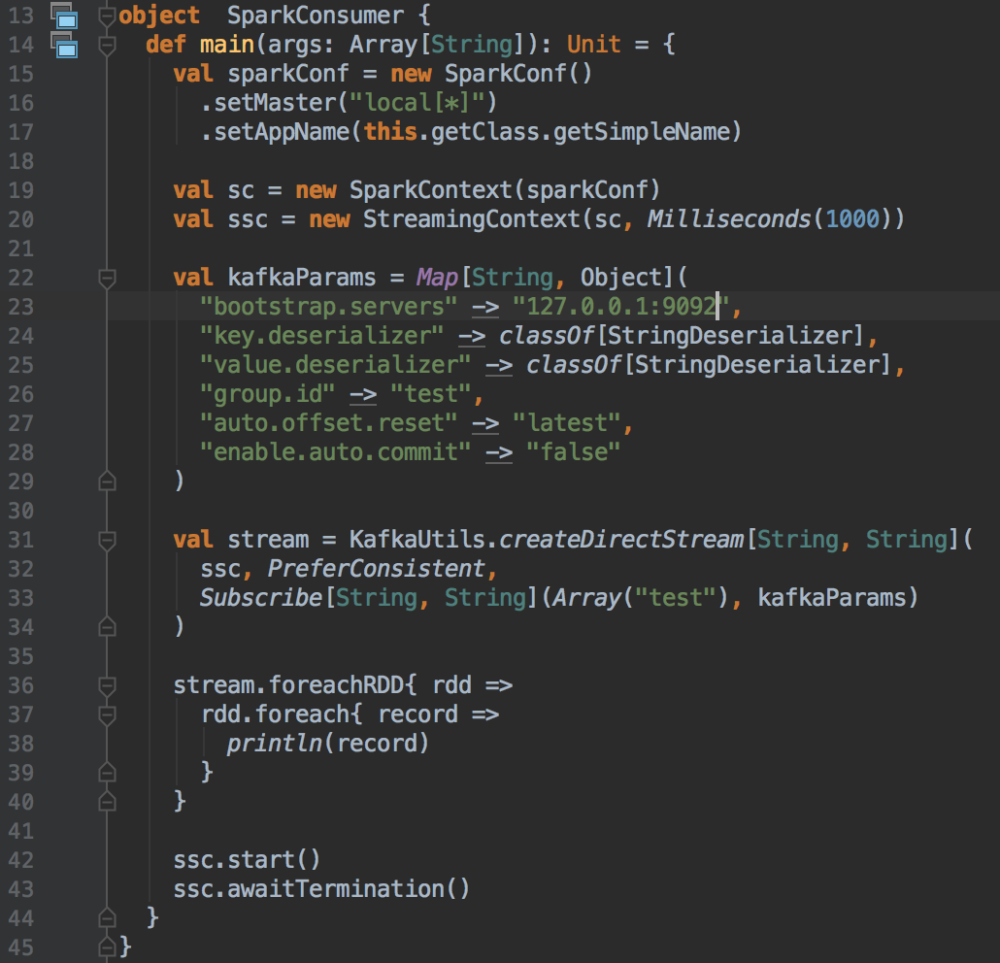 13 object  SparkConsumer {
14   def main(args: Array[String]): Unit = {
15     val sparkConf = new SparkConf()
16       .setMaster("local[*]")
17       .setAppName(this.getClass.getSimpleName)
18
19     val sc = new SparkContext(sparkConf)
20     val ssc = new StreamingContext(sc, Milliseconds(1000))
21
22     val kafkaParams = Map[String, Object](
23       "bootstrap.servers" -> "127.0.0.1:9092",
24       "key.deserializer" -> classOf[StringDeserializer],
25       "value.deserializer" -> classOf[StringDeserializer],
26       "group.id" -> "test",
27       "auto.offset.reset" -> "latest",
28       "enable.auto.commit" -> "false"
29     )
30
31     val stream = KafkaUtils.createDirectStream[String, String](
32       ssc, PreferConsistent,
33       Subscribe[String, String](Array("test"), kafkaParams)
34     )
35
36     stream.foreachRDD{ rdd =>
37       rdd.foreach{ record =>
38         println(record)
39       }
40     }
41
42     ssc.start()
43     ssc.awaitTermination()
44   }
45 }